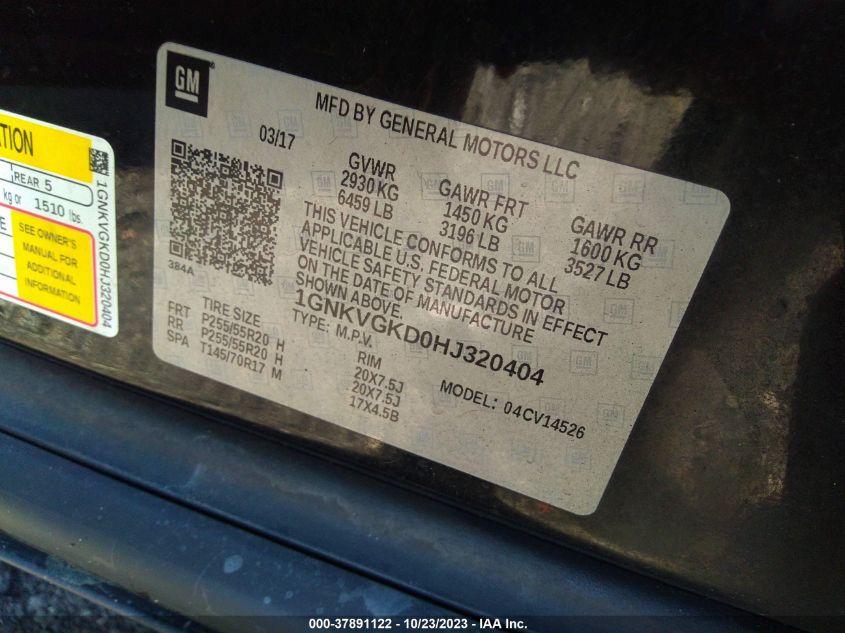 GM
MFD BY GENERAL MOTORS LLC
03/17
GVWR
2930 KG
6459 LB
GAWR FRT
1450 KG
3196 LB
GAWR RR
1600 KG
3527 LB
THIS VEHICLE CONFORMS TO ALL
APPLICABLE U.S. FEDERAL MOTOR
VEHICLE SAFETY STANDARDS IN EFFECT
ON THE DATE OF MANUFACTURE
SHOWN ABOVE.
1GNKVGKD0HJ320404
TYPE: M.P.V.
MODEL: 04CV14526
384A
TIRE SIZE RIM
FRT P255/55R20 H 20X7.5J
RR P255/55R20 H 20X7.5J
SPA T145/70R17 M 17X4.5B
REAR 5
kg or 1510 lbs.
SEE OWNER'S
MANUAL FOR
ADDITIONAL
INFORMATION
1GNKVGKD0HJ320404
000-37891122 - 10/23/2023 - IAA Inc.